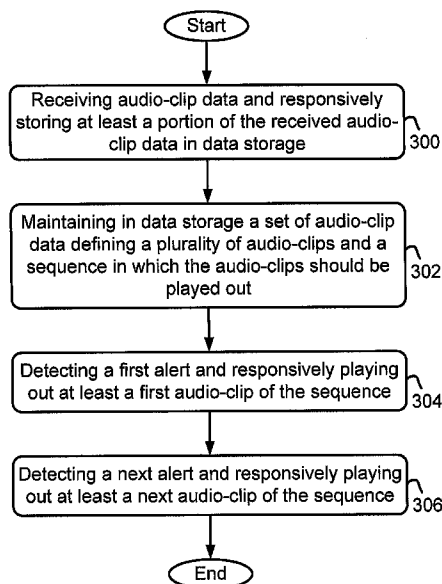 Start
Receiving audio-clip data and responsively
storing at least a portion of the received audio-
clip data in data storage
300
Maintaining in data storage a set of audio-clip
data defining a plurality of audio-clips and a
sequence in which the audio-clips should be
played out
302
Detecting a first alert and responsively playing
out at least a first audio-clip of the sequence
304
Detecting a next alert and responsively playing
out at least a next audio-clip of the sequence
306
End